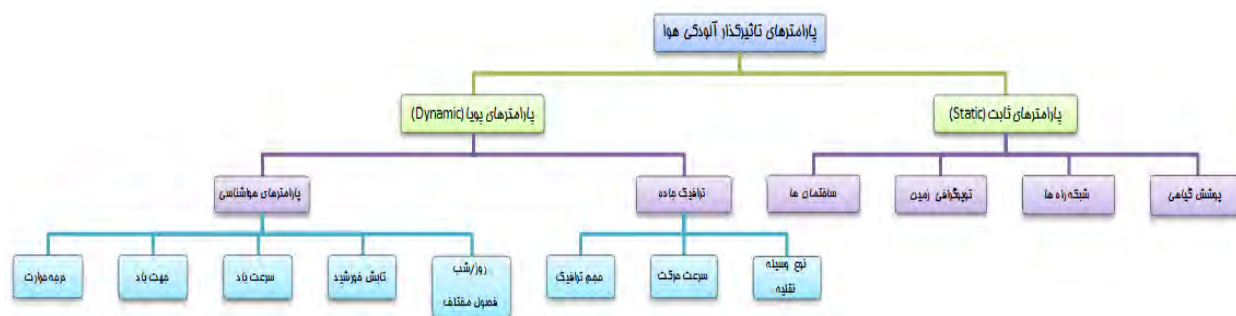 پارامترهای تاثیرگذار آلودگی هوا
پارامترهای ثابت (Static)
پارامترهای پویا (Dynamic)
پوشش گیاهی
شبکه راه ها
توپوگرافی زمین
ساختمان ها
ترافیک جاده
پارامترهای هواشناسی
نوع وسیله
نقلیه
سرعت حرکت
حجم ترافیک
روز/شب
فصول مختلف
تابش خورشید
سرعت باد
جهت باد
درجه حرارت